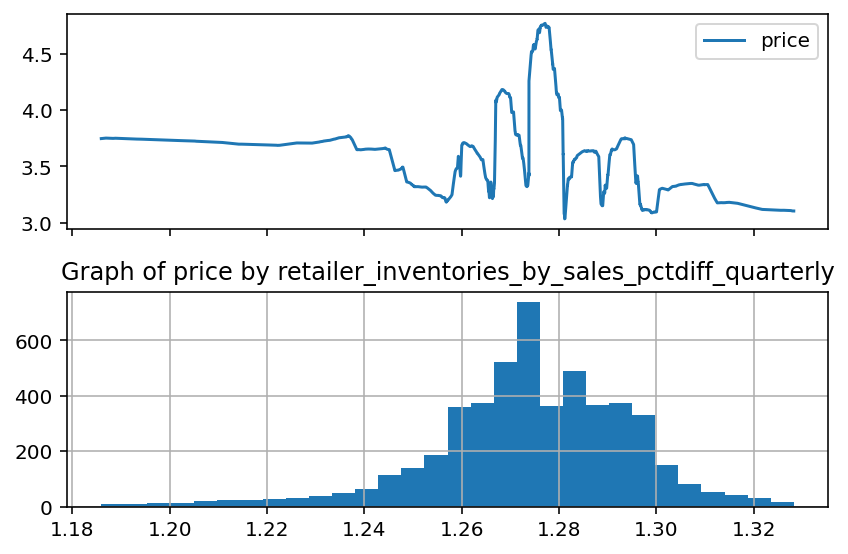 4.5
price
4.0
3.5
3.0
Graph of price by retailer_inventories_by_sales_pctdiff_quarterly
600
400
200
0
1.18 1.20 1.22 1.24 1.26 1.28 1.30 1.32